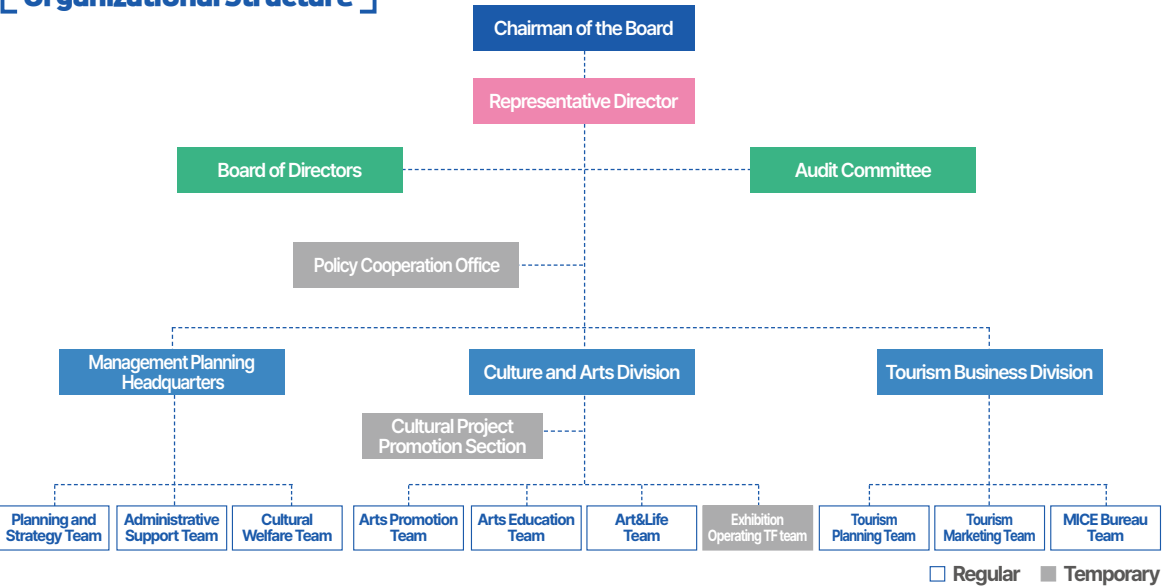 Organizational Structure
Chairman of the Board
Representative Director
Board of Directors
Audit Committee
Policy Cooperation Office
Management Planning
Headquarters
Culture and Arts Division
Tourism Business Division
Cultural Project
Promotion Section
Planning and
Strategy Team
Administrative
Support Team
Cultural
Welfare Team
Arts Promotion
Team
Arts Education
Team
Art&Life
Team
Exhibition
Operating TF team
Tourism
Planning Team
Tourism
Marketing Team
MICE Bureau
Team
Regular
Temporary